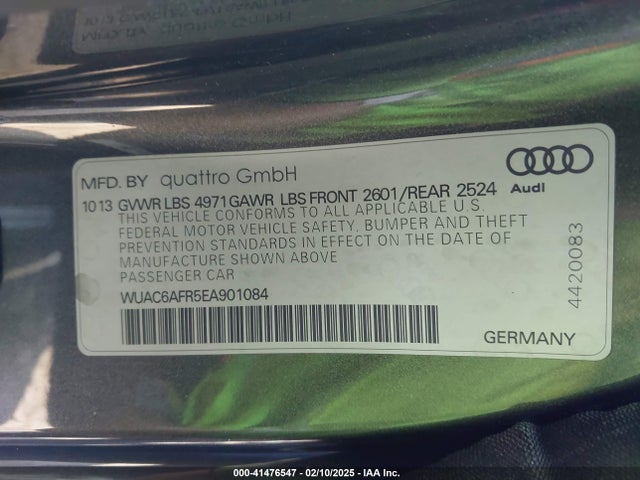 MFD. BY quattro GmbH
10 13 GVWR LBS 4971 GAWR LBS FRONT 2601/REAR 2524
THIS VEHICLE CONFORMS TO ALL APPLICABLE U.S.
FEDERAL MOTOR VEHICLE SAFETY, BUMPER AND THEFT
PREVENTION STANDARDS IN EFFECT ON THE DATE OF
MANUFACTURE SHOWN ABOVE
PASSENGER CAR
WUAC6AFR5EA901084
Audi
4420083
GERMANY
000-41476547 - 02/10/2025 - IAA Inc.